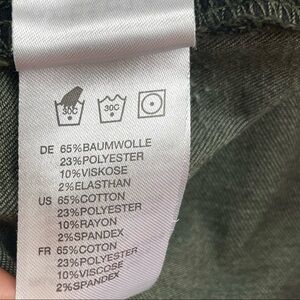 30C 30C
DE 65%BAUMWOLLE
23%POLYESTER
10%VISKOSE
2%ELASTHAN
US 65%COTTON
23%POLYESTER
10%RAYON
2%SPANDEX
FR 65%COTON
23%POLYESTER
10%VISCOSE
2%SPANDEX